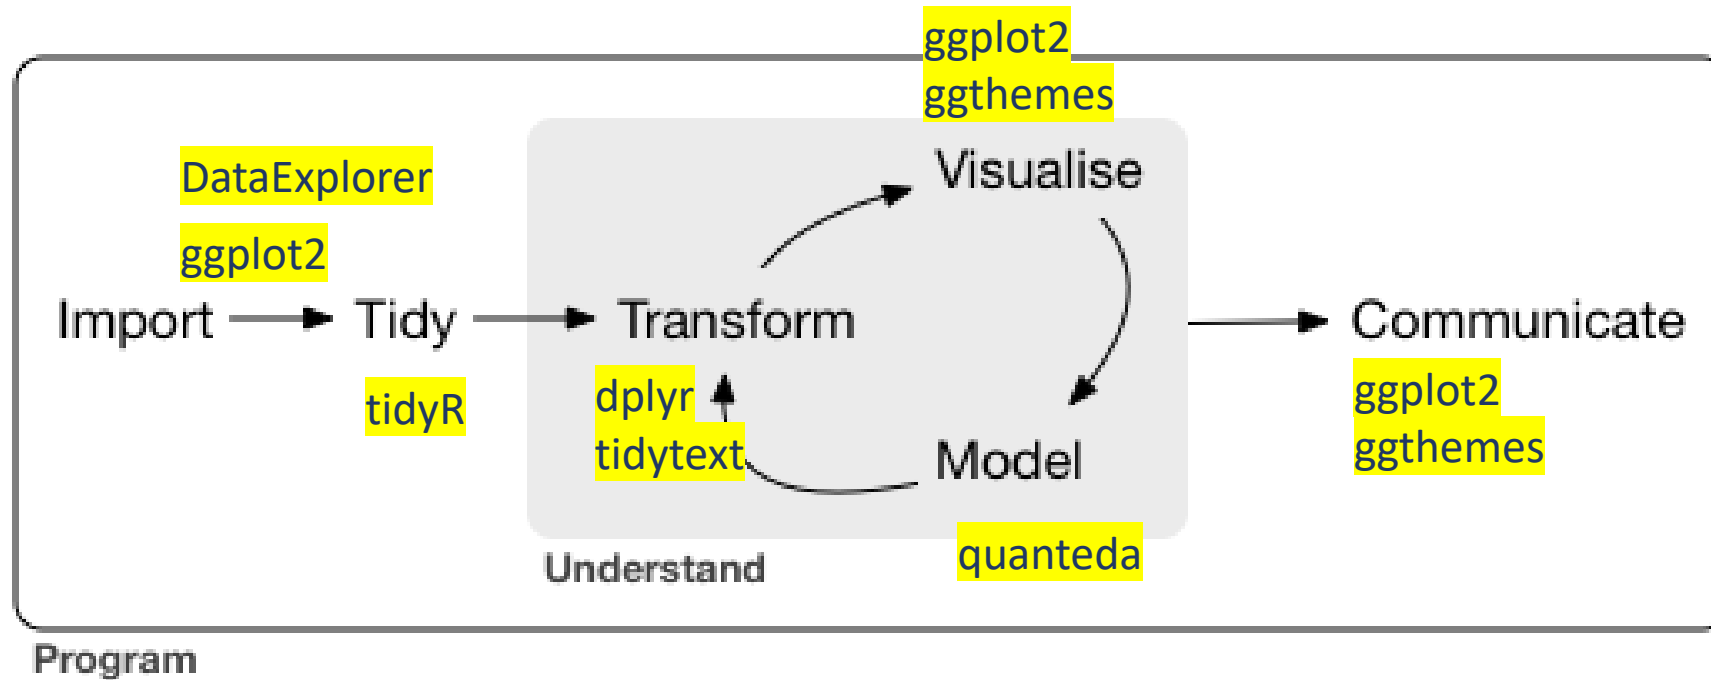 ggplot2
ggthemes
DataExplorer
ggplot2
Visualise
Import
Tidy
Transform
Communicate
tidyR
dplyr
tidytext
ggplot2
ggthemes
Model
quanteda
Understand
Program